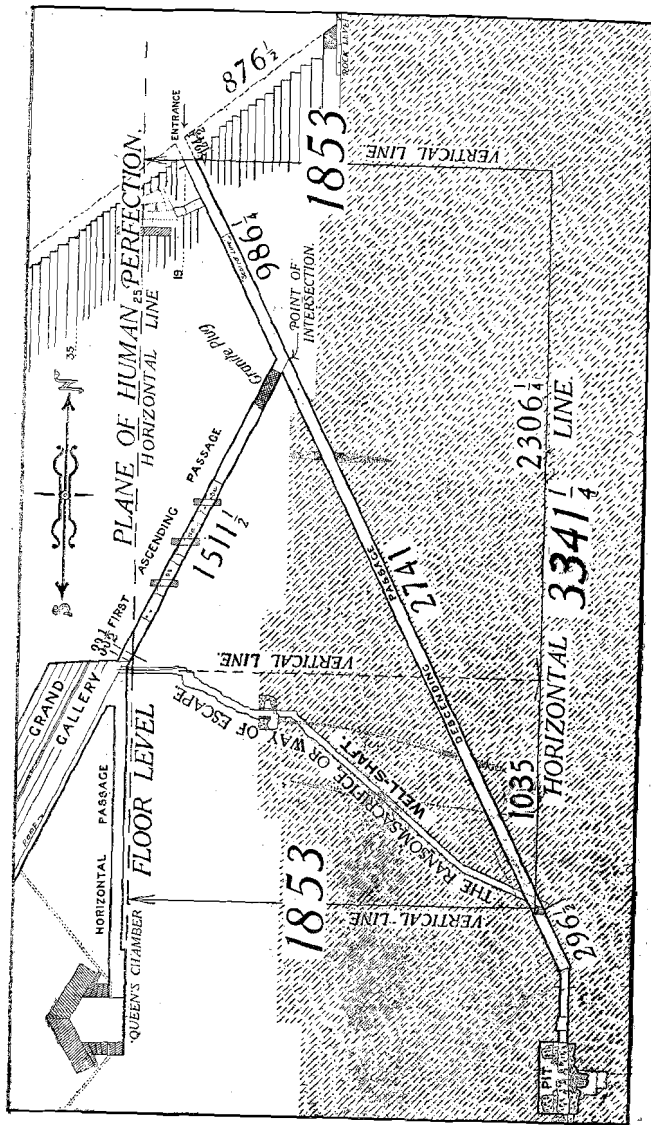 876½
ROCK LEVEL
ENTRANCE
1853
VERTICAL LINE
PLANE OF HUMAN PERFECTION.
HORIZONTAL LINE
25
19
35
S
N
986¼
Granite Plug
POINT OF
INTERSECTION.
FIRST ASCENDING PASSAGE
1511½
GRAND
GALLERY
HORIZONTAL PASSAGE
QUEEN'S CHAMBER
FLOOR LEVEL
VERTICAL LINE.
THE RANSOM-SACRIFICE OR WAY OF ESCAPE.
WELL-SHAFT.
DESCENDING PASSAGE
2741
1853
VERTICAL LINE
1035
2306¼
HORIZONTAL 3341¼ LINE
296½
PIT